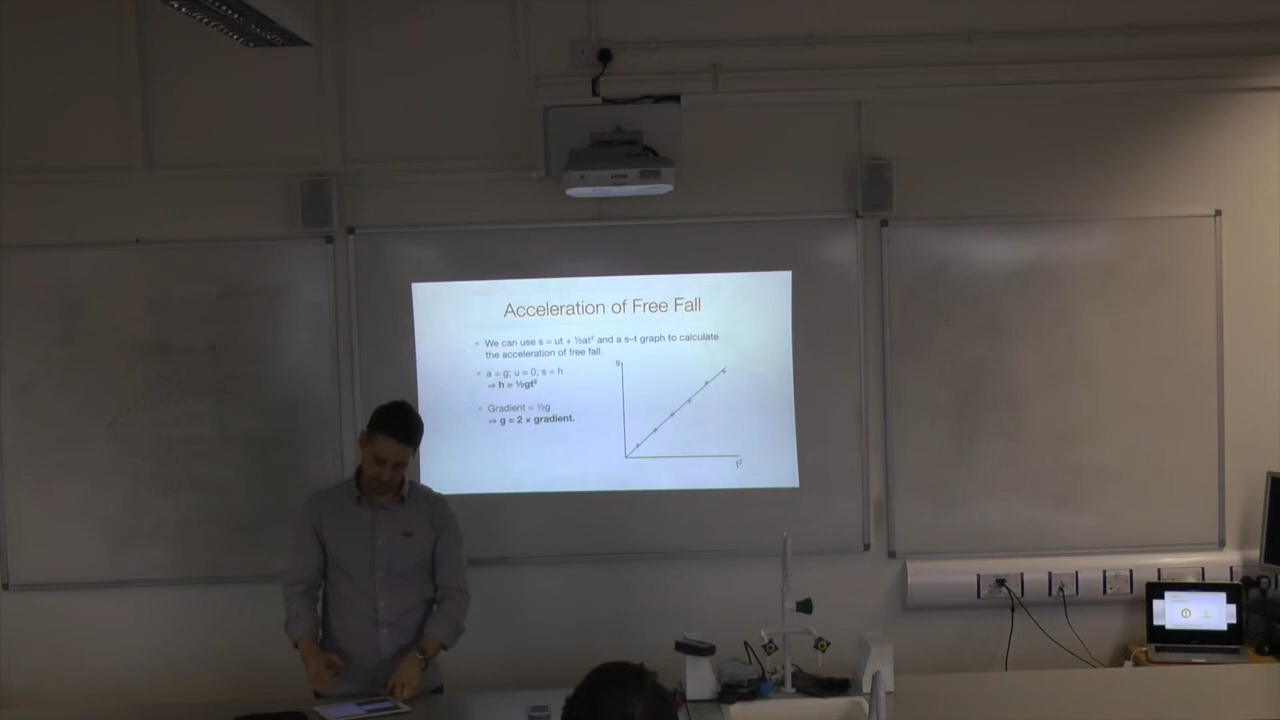 Acceleration of Free Fall
We can use s = ut + ½at² and a s–t graph to calculate
the acceleration of free fall.
a = g; u = 0; s = h
⇒ h = ½gt²
Gradient = ½g
⇒ g = 2 × gradient.
s
t²